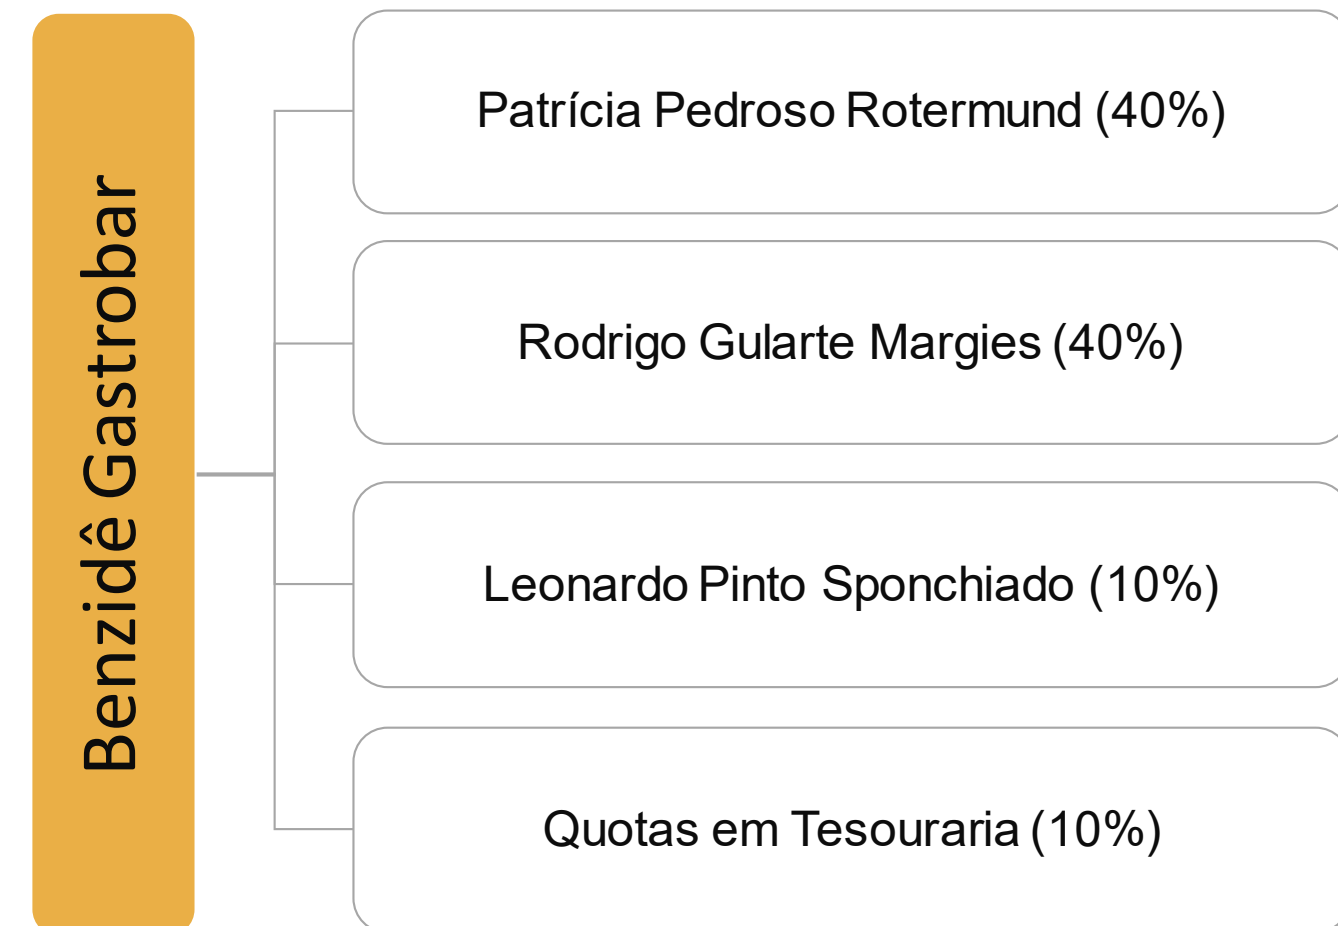 Benzidê Gastrobar
Patrícia Pedroso Rotermund (40%)
Rodrigo Gularte Margies (40%)
Leonardo Pinto Sponchiado (10%)
Quotas em Tesouraria (10%)